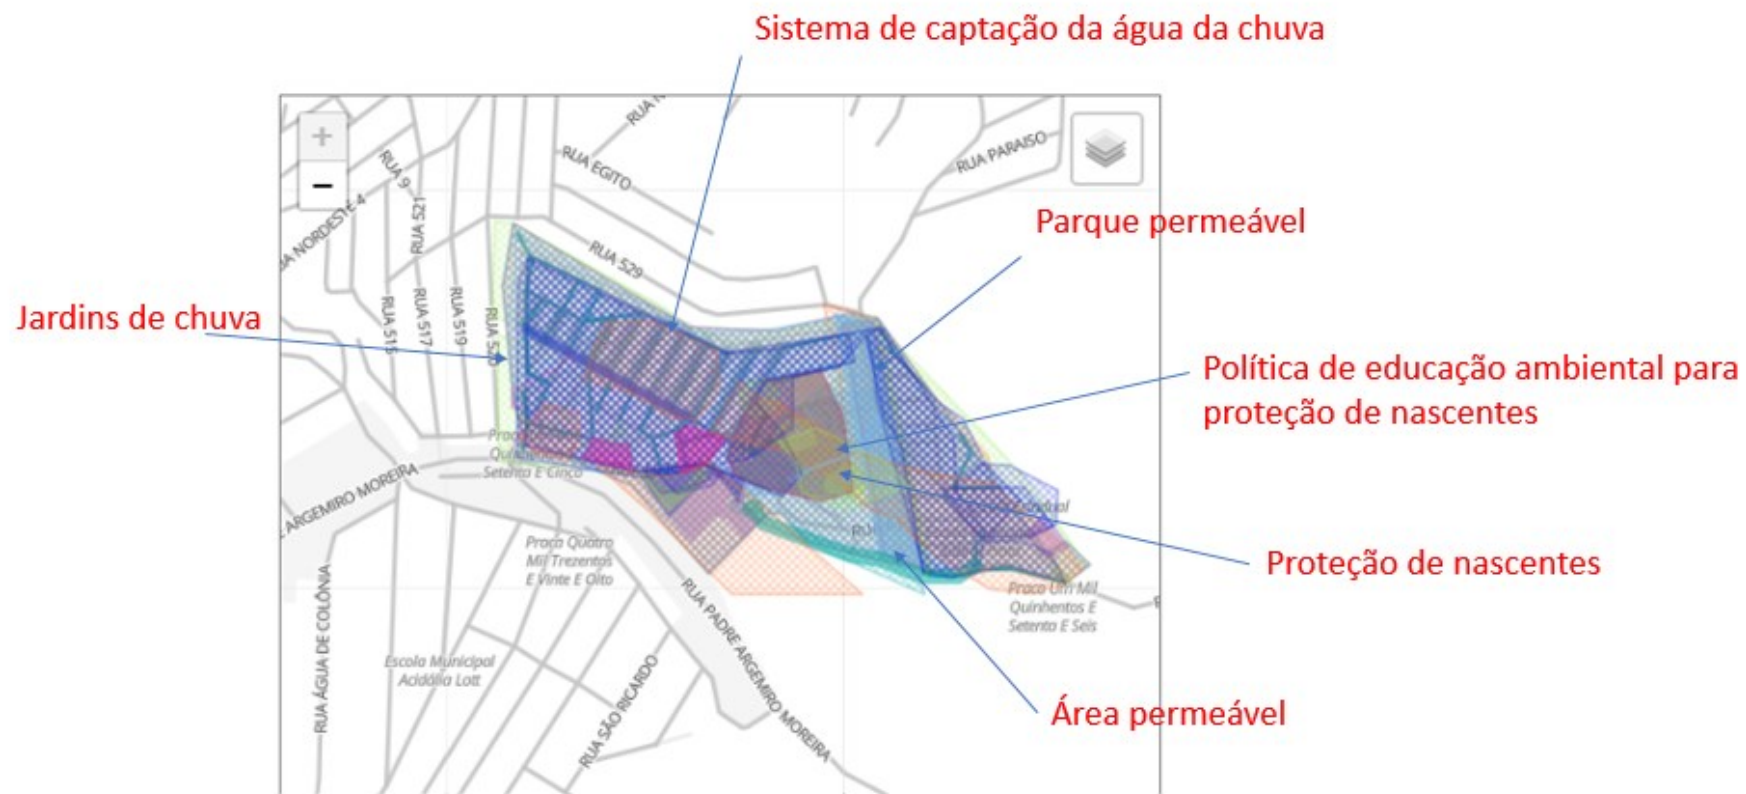 Sistema de captação da água da chuva
+
−
RUA 9
RUA 521
RUA EGITO
RUA PARAISO
Parque permeável
RUA 529
Jardins de chuva
RUA 515
RUA 517
RUA 519
Política de educação ambiental para
proteção de nascentes
Setenta E Cinco
ARGEMIRO MOREIRA
Praça Quatro
Mil Trezentos
E Vinte E Oito
Proteção de nascentes
Praça Um Mil
Quinhentos E
Setenta E Seis
RUA ÁGUA DE COLÔNIA
Escola Municipal
Acidália Lott
RUA SÃO RICARDO
RUA PADRE ARGEMIRO MOREIRA
Área permeável